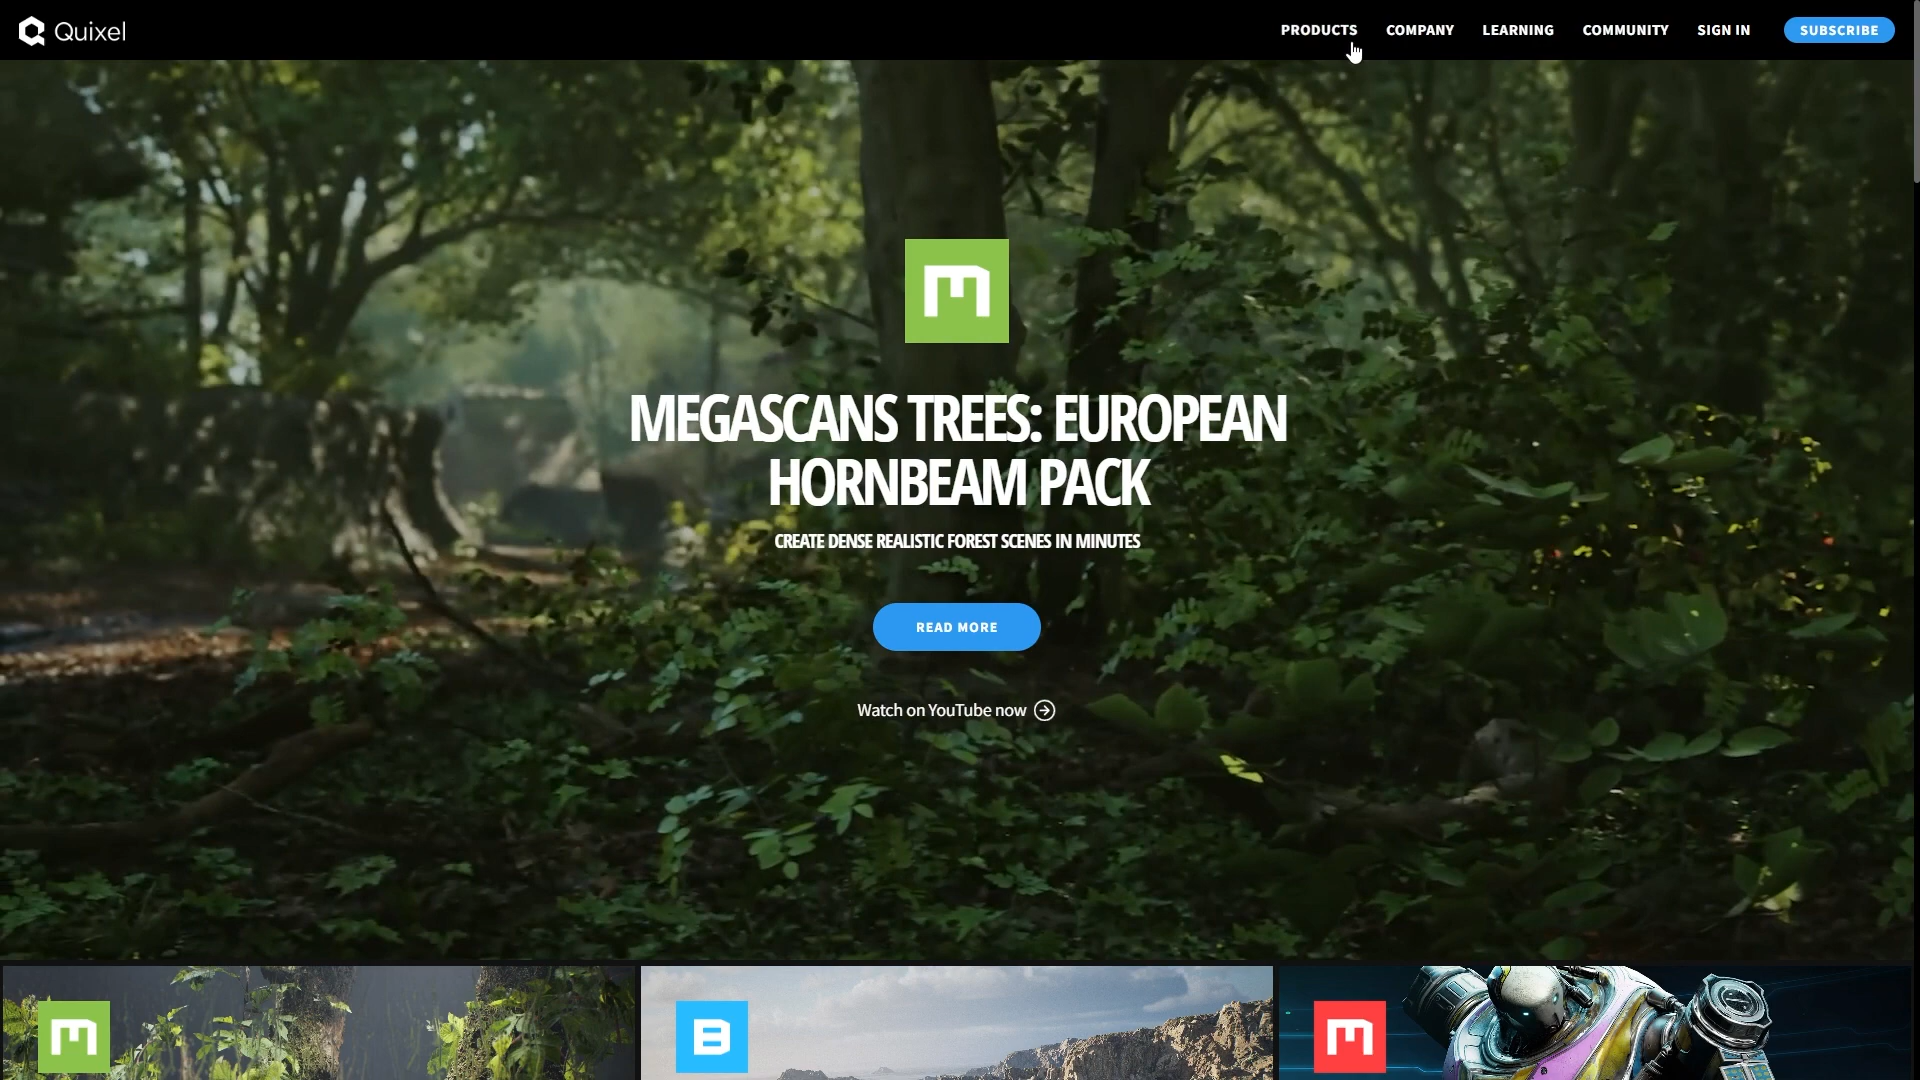 Quixel
PRODUCTS COMPANY LEARNING COMMUNITY SIGN IN SUBSCRIBE
MEGASCANS TREES: EUROPEAN
HORNBEAM PACK
CREATE DENSE REALISTIC FOREST SCENES IN MINUTES
READ MORE
Watch on YouTube now